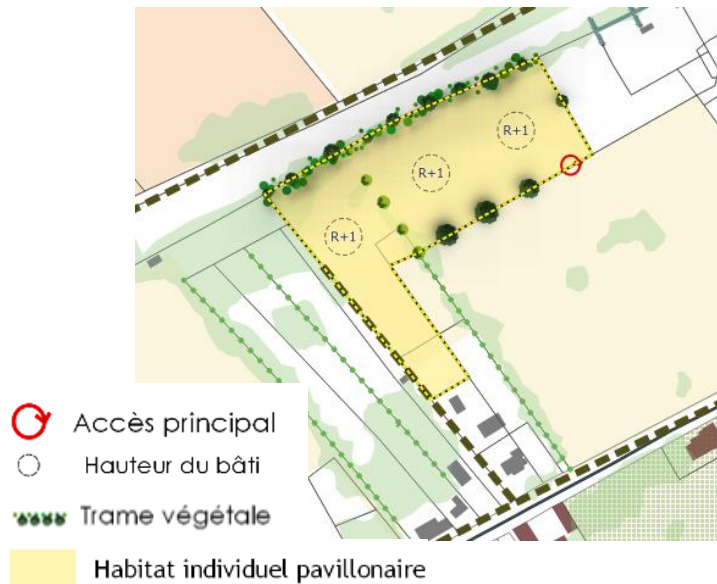 R+1
R+1
R+1
Accès principal
Hauteur du bâti
Trame végétale
Habitat individuel pavillonaire